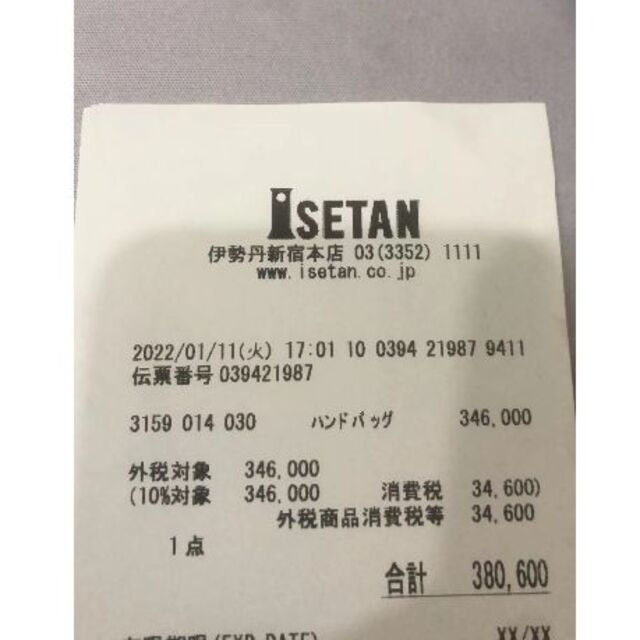 ISETAN
伊勢丹新宿本店 03(3352) 1111
www.isetan.co.jp
2022/01/11(火) 17:01 10 0394 21987 9411
伝票番号 039421987
3159 014 030 ハンドバッグ 346,000
外税対象 346,000
(10%対象 346,000 消費税 34,600)
外税商品消費税等 34,600
1点
合計 380,600
(EXP DATE) XX/XX